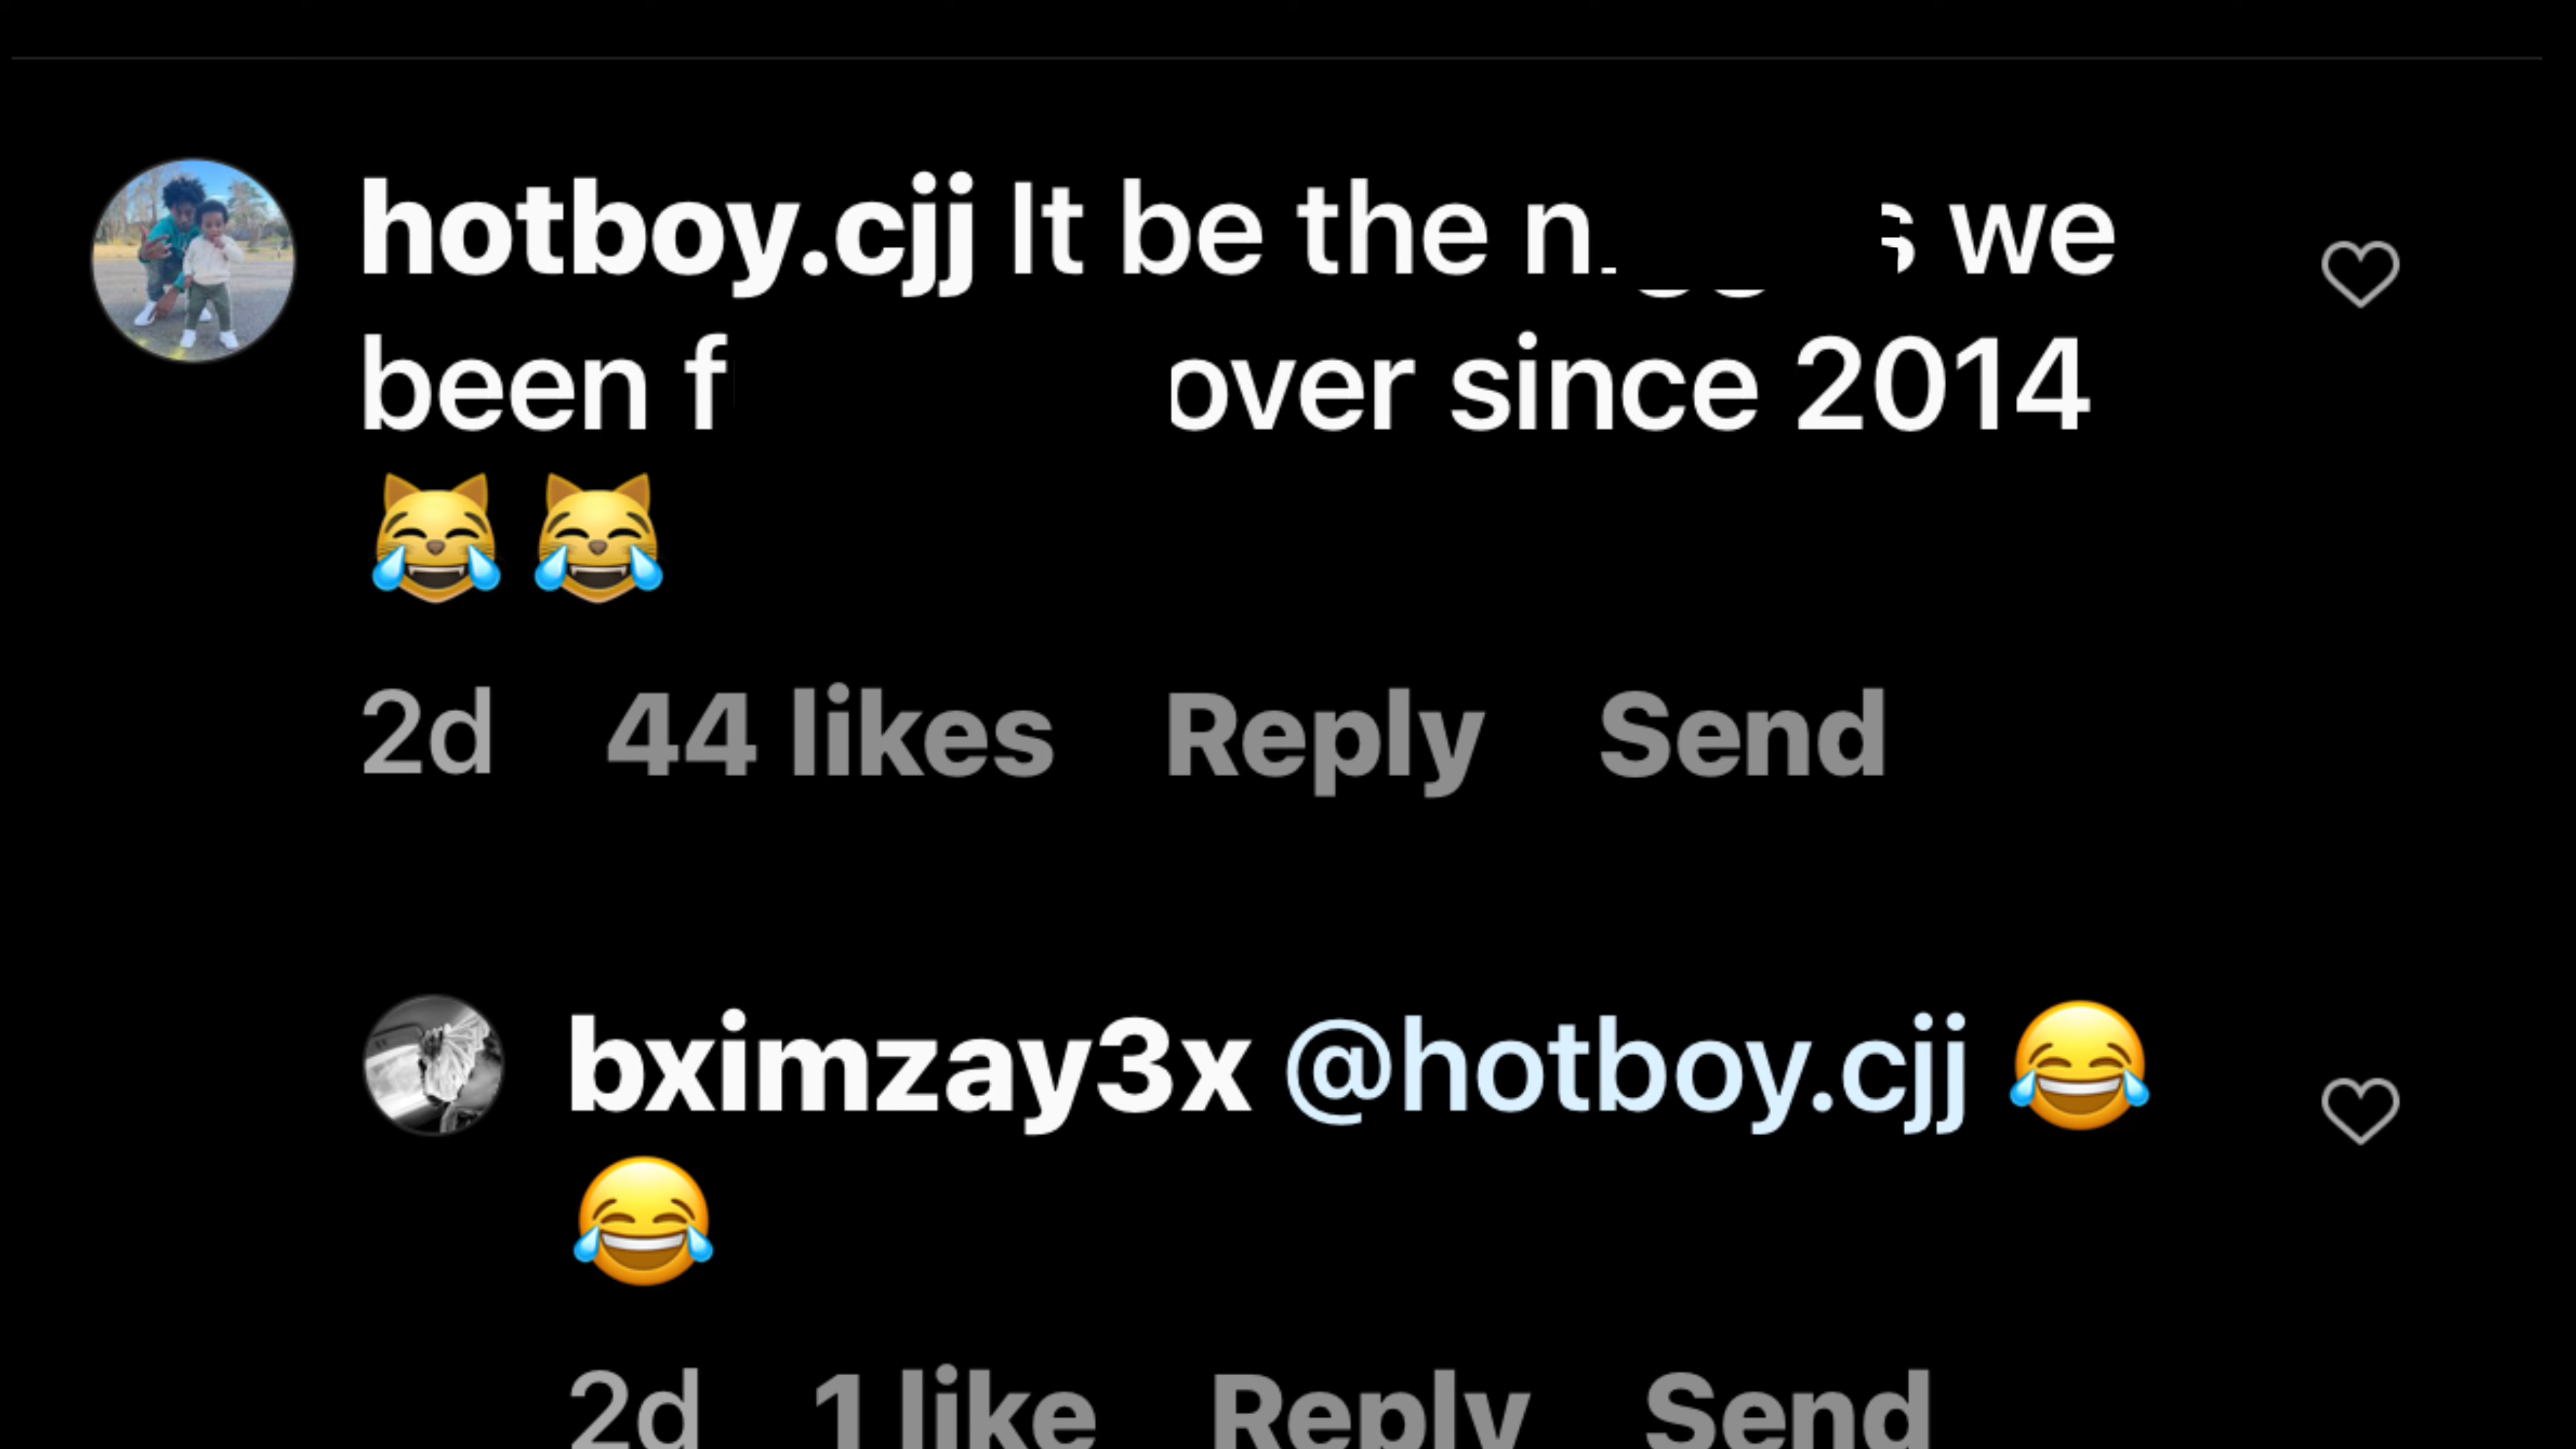 hotboy.cjj It be the we
been over since 2014
😹 😹
2d 44 likes Reply Send
bximzay3x @hotboy.cjj 😂
😂
2d 1 like Reply Send